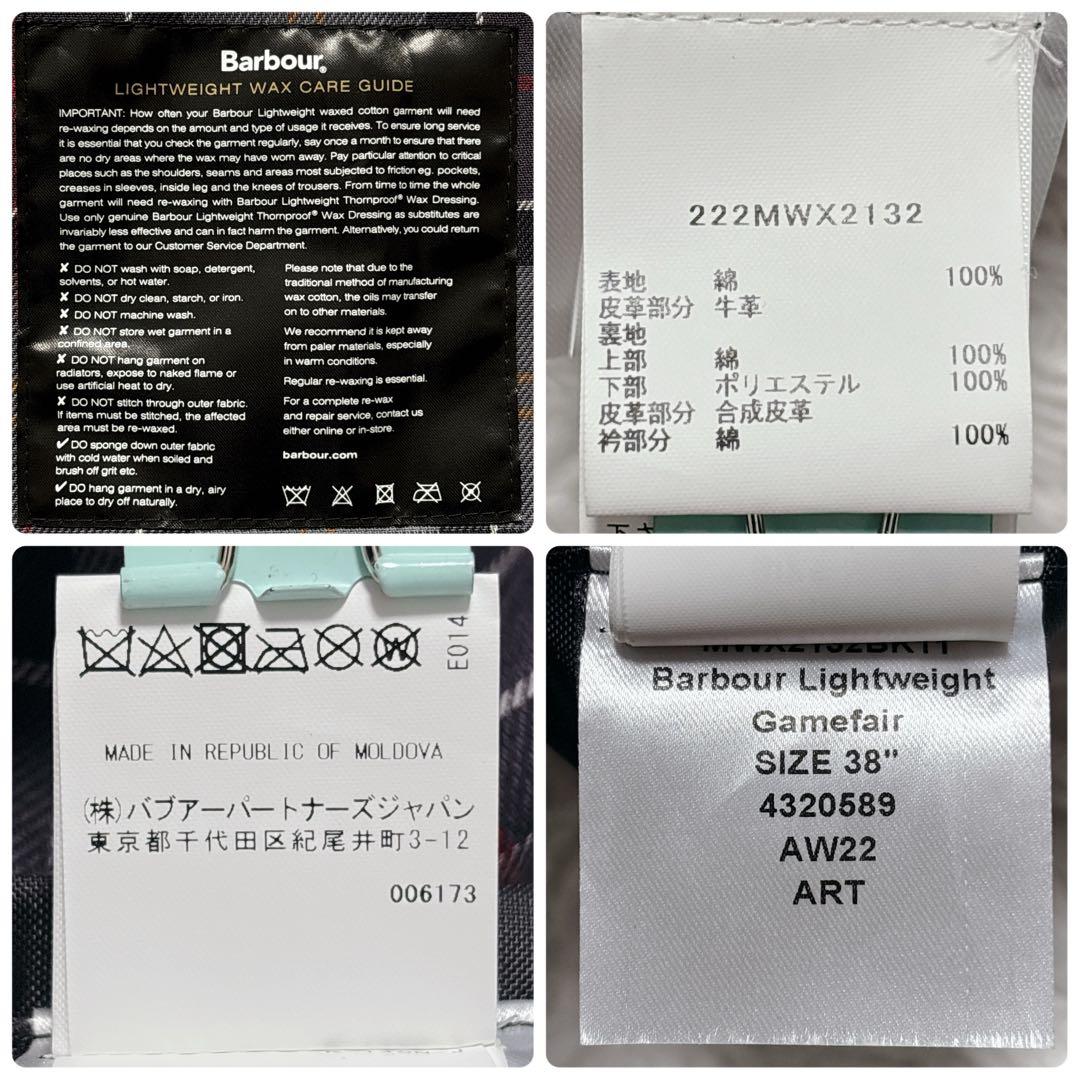 Barbour®
LIGHTWEIGHT WAX CARE GUIDE
IMPORTANT: How often your Barbour Lightweight waxed cotton garment will need
re-waxing depends on the amount and type of usage it receives. To ensure long service
it is essential that you check the garment regularly, say once a month to ensure that there
are no dry areas where the wax may have worn away. Pay particular attention to critical
places such as the shoulders, seams and areas most subjected to friction eg. pockets,
creases in sleeves, inside leg and the knees of trousers. From time to time the whole
garment will need re-waxing with Barbour Lightweight Thornproof® Wax Dressing.
Use only genuine Barbour Lightweight Thornproof® Wax Dressing as substitutes are
invariably less effective and can in fact harm the garment. Alternatively, you could return
the garment to our Customer Service Department.
✘ DO NOT wash with soap, detergent,
solvents, or hot water.
✘ DO NOT dry clean, starch, or iron.
✘ DO NOT machine wash.
✘ DO NOT store wet garment in a
confined area.
✘ DO NOT hang garment on
radiators, expose to naked flame or
use artificial heat to dry.
✘ DO NOT stitch through outer fabric.
If items must be stitched, the affected
area must be re-waxed.
✔ DO sponge down outer fabric
with cold water when soiled and
brush off grit etc.
✔ DO hang garment in a dry, airy
place to dry off naturally.
Please note that due to the
traditional method of manufacturing
wax cotton, the oils may transfer
on to other materials.
We recommend it is kept away
from paler materials, especially
in warm conditions.
Regular re-waxing is essential.
For a complete re-wax
and repair service, contact us
either online or in-store.
barbour.com
222MWX2132
表地 綿 100%
皮革部分 牛革
裏地
上部 綿 100%
下部 ポリエステル 100%
皮革部分 合成皮革
衿部分 綿 100%
E014
MADE IN REPUBLIC OF MOLDOVA
(株)バブアーパートナーズジャパン
東京都千代田区紀尾井町3-12
006173
MWX2132BK11
Barbour Lightweight
Gamefair
SIZE 38"
4320589
AW22
ART